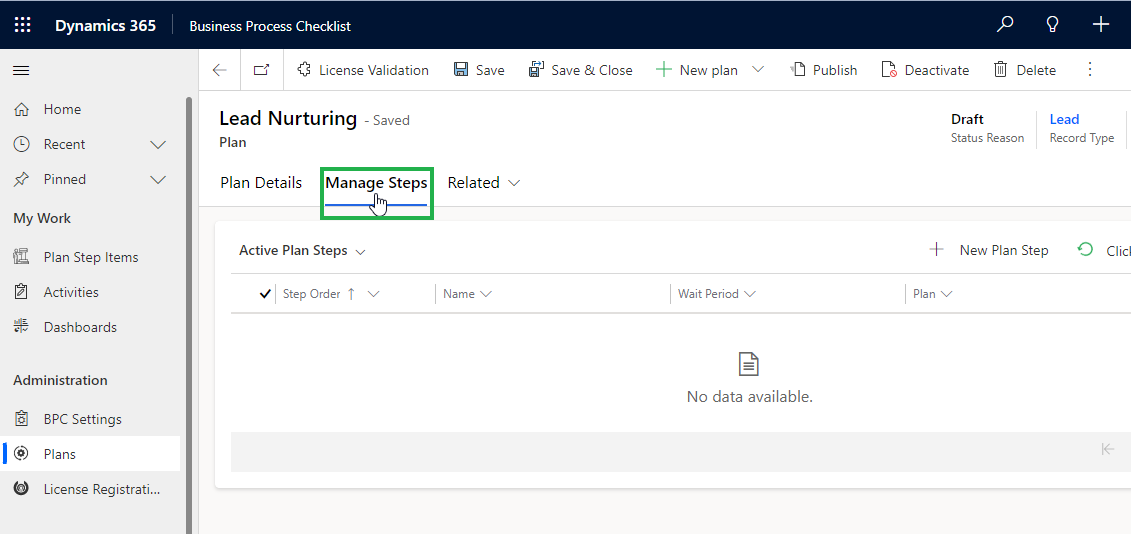 Dynamics 365 Business Process Checklist
License Validation Save Save & Close New plan Publish Deactivate Delete
Home
Recent
Pinned
My Work
Plan Step Items
Activities
Dashboards
Administration
BPC Settings
Plans
License Registrati...
Lead Nurturing - Saved
Plan
Draft
Status Reason
Lead
Record Type
Plan Details Manage Steps Related
Active Plan Steps New Plan Step
Step Order Name Wait Period Plan
No data available.